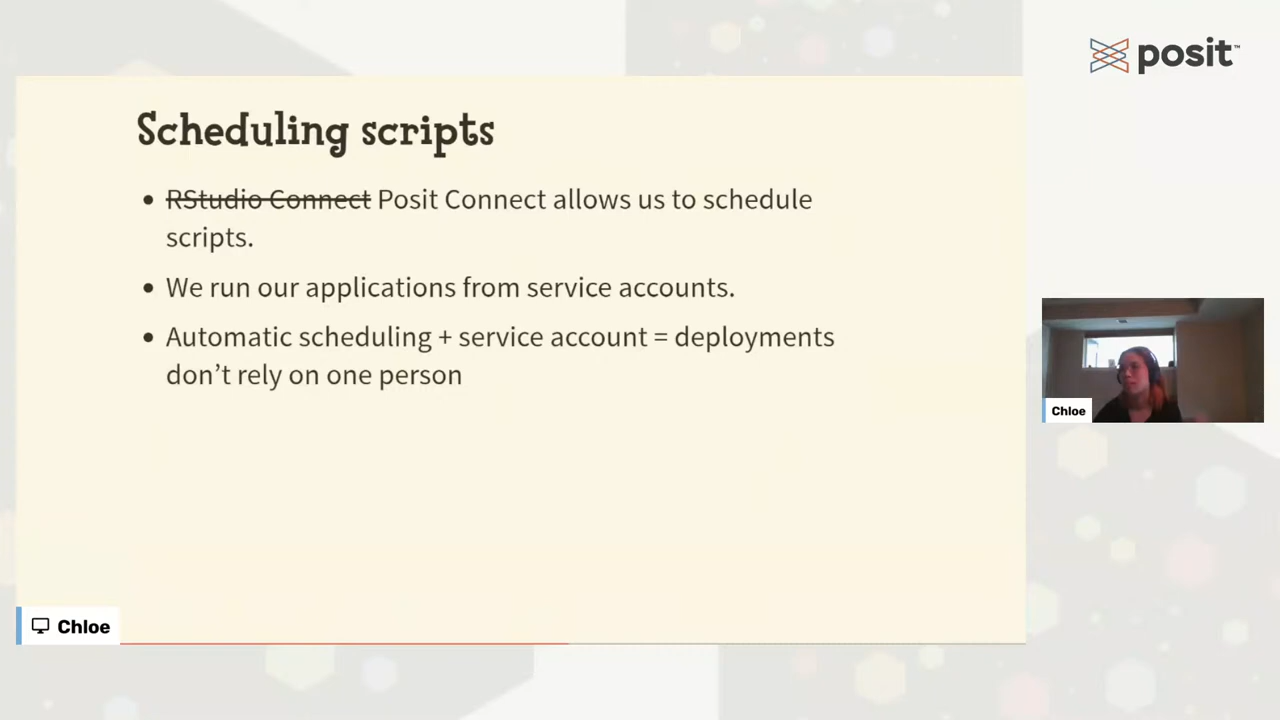 posit™
Scheduling scripts
• RStudio Connect Posit Connect allows us to schedule
scripts.
• We run our applications from service accounts.
• Automatic scheduling + service account = deployments
don’t rely on one person
Chloe
Chloe